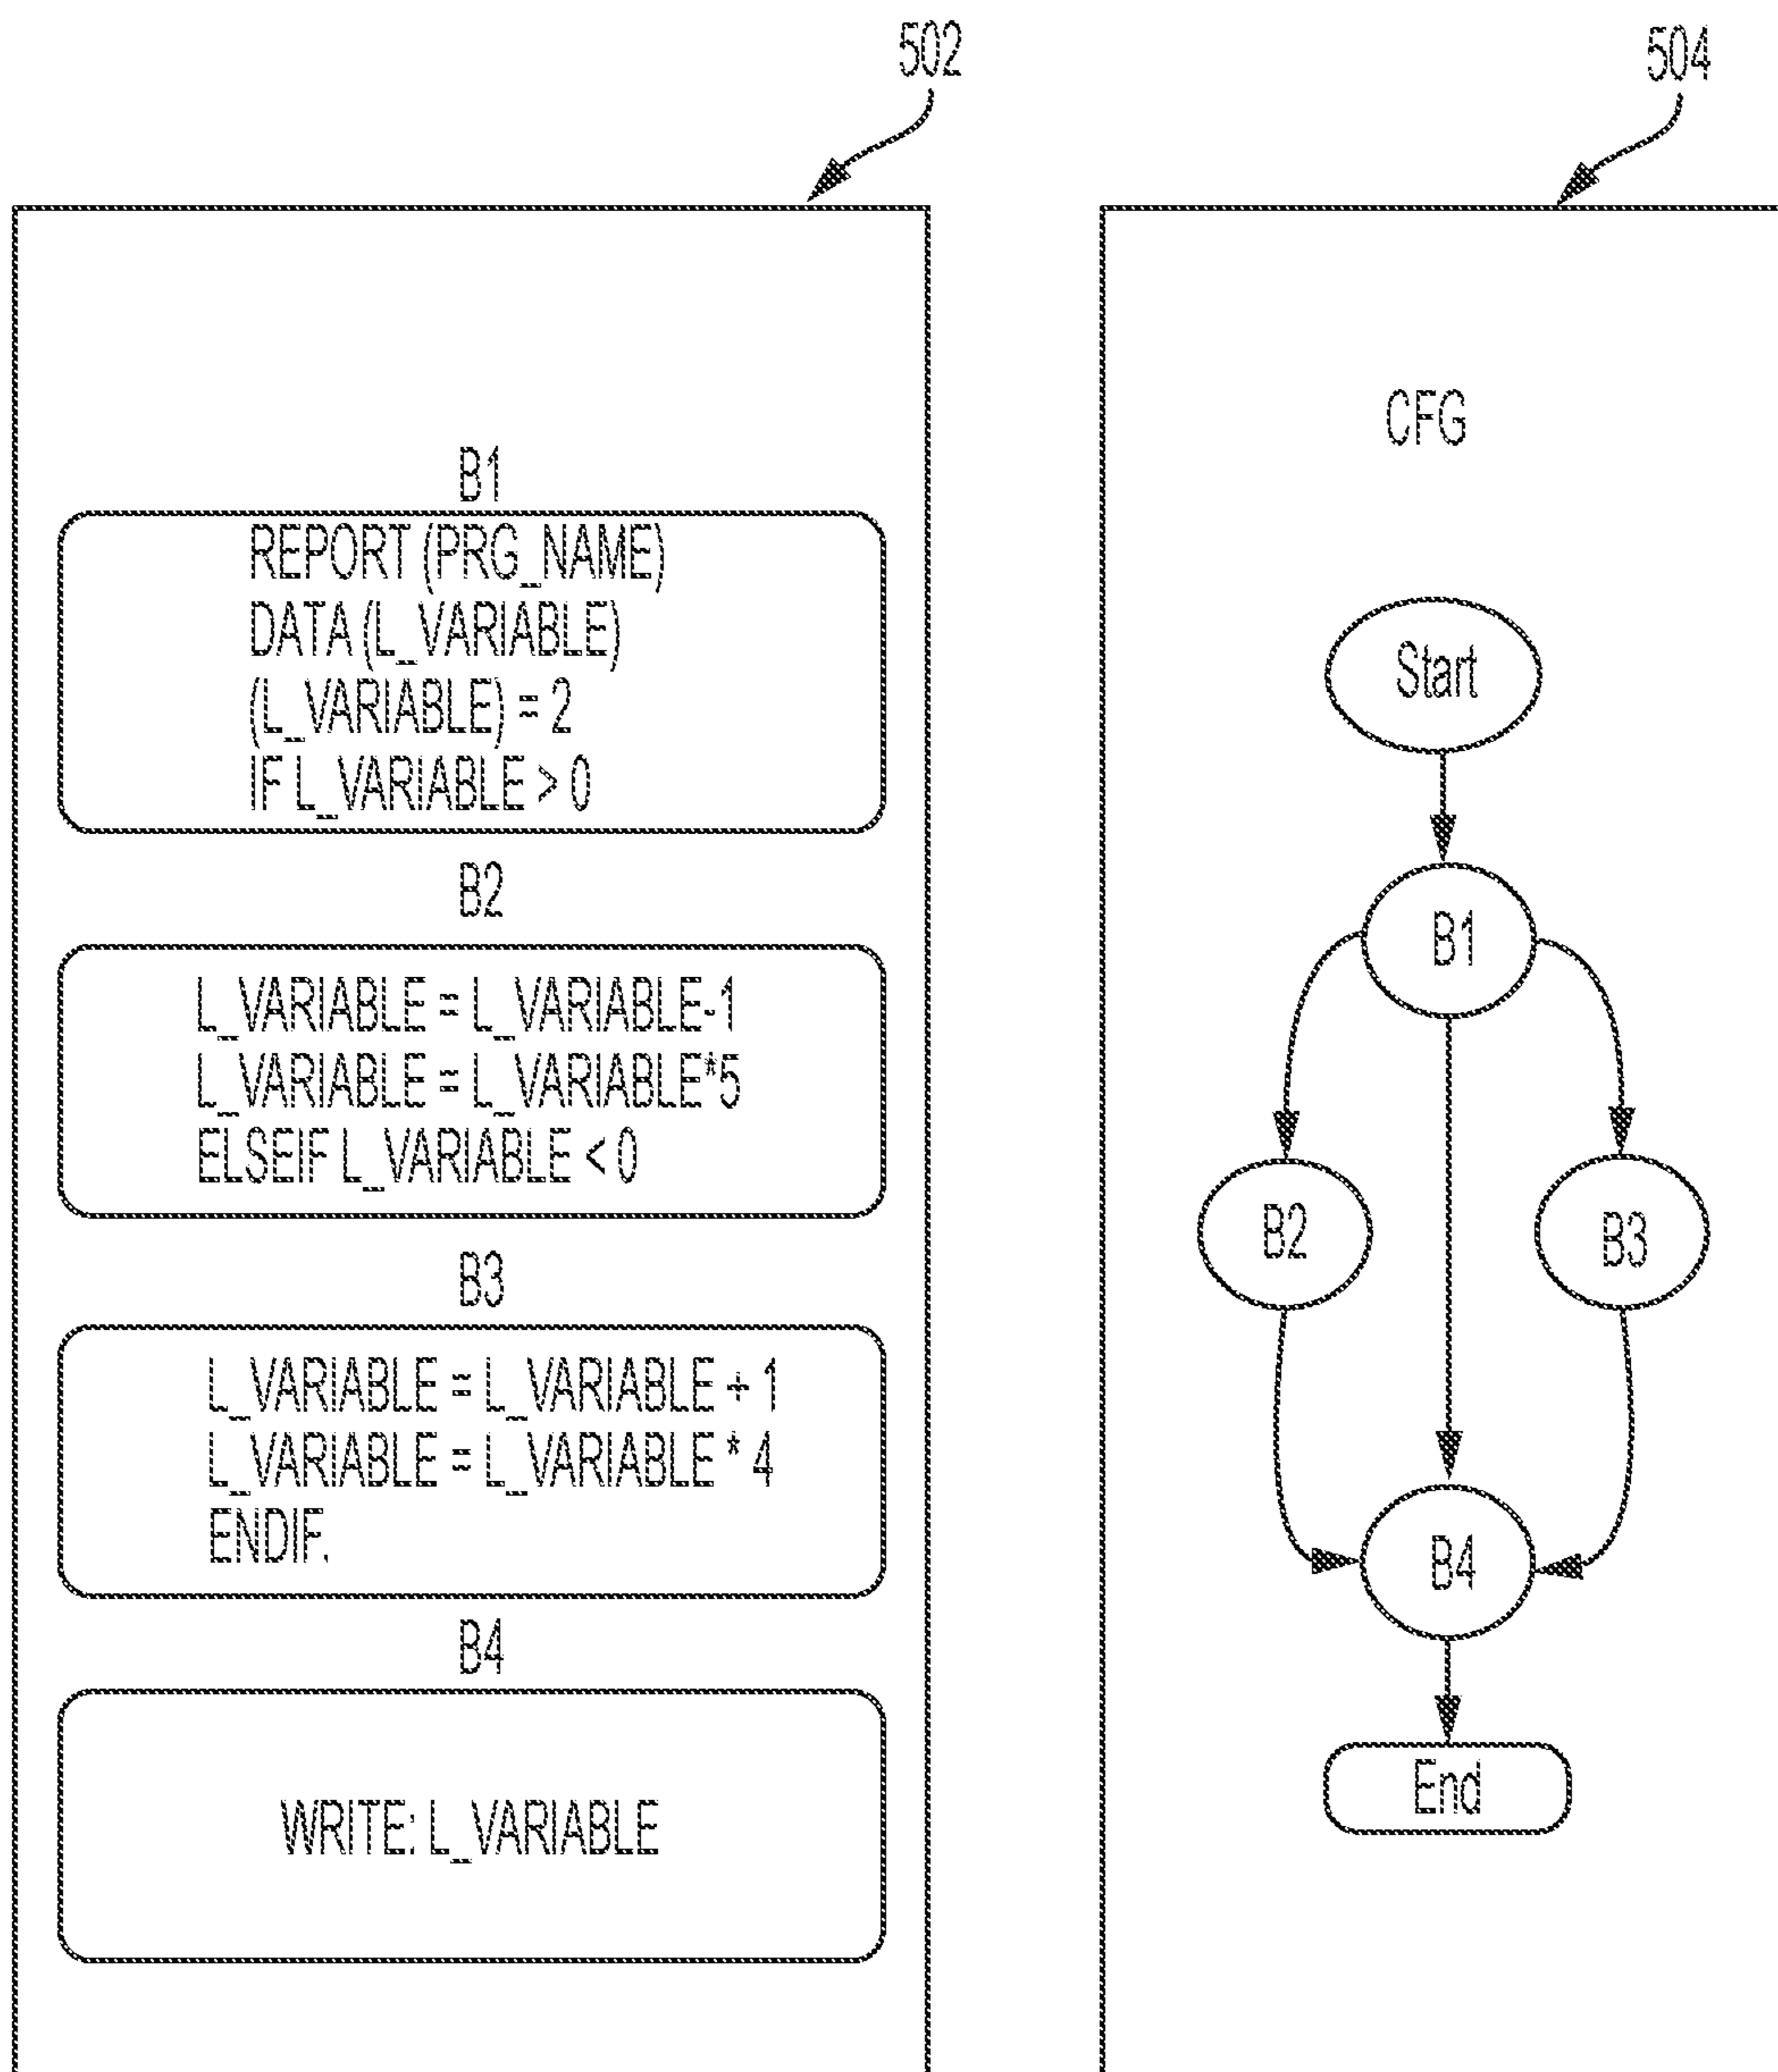 502
B1
REPORT (PRG_NAME)
DATA (L_VARIABLE)
(L_VARIABLE) = 2
IF L_VARIABLE > 0
B2
L_VARIABLE = L_VARIABLE-1
L_VARIABLE = L_VARIABLE*5
ELSEIF L_VARIABLE < 0
B3
L_VARIABLE = L_VARIABLE + 1
L_VARIABLE = L_VARIABLE * 4
ENDIF.
B4
WRITE: L_VARIABLE
504
CFG
Start
B1
B2
B3
B4
End